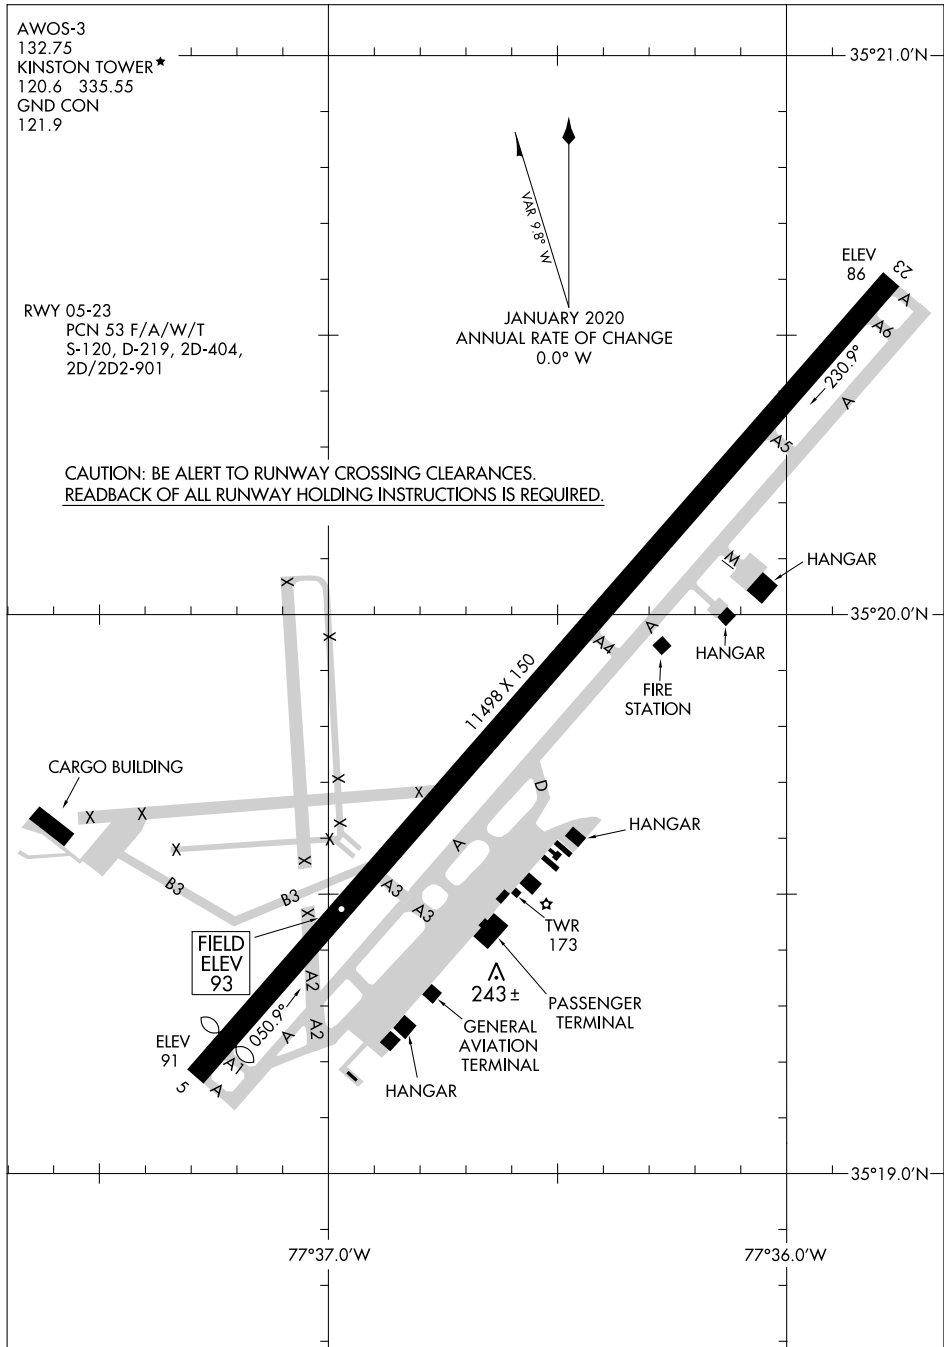 AWOS-3
132.75
KINSTON TOWER★
120.6 335.55
GND CON
121.9
35°21.0'N
VAR 9.8° W
JANUARY 2020
ANNUAL RATE OF CHANGE
0.0° W
ELEV
86
23
A
A6
RWY 05-23
PCN 53 F/A/W/T
S-120, D-219, 2D-404,
2D/2D2-901
230.9°
A
A5
CAUTION: BE ALERT TO RUNWAY CROSSING CLEARANCES.
READBACK OF ALL RUNWAY HOLDING INSTRUCTIONS IS REQUIRED.
M
HANGAR
X
35°20.0'N
X
A
A4
HANGAR
11498 X 150
FIRE
STATION
CARGO BUILDING
X
D
X
X
X
X
HANGAR
X
X
X
A
X
B3
B3
A3
A3
X
TWR
173
FIELD
ELEV
93
A2
243±
PASSENGER
TERMINAL
050.9°
A2
A
GENERAL
AVIATION
TERMINAL
ELEV
91
A1
5
A
HANGAR
35°19.0'N
77°37.0'W
77°36.0'W